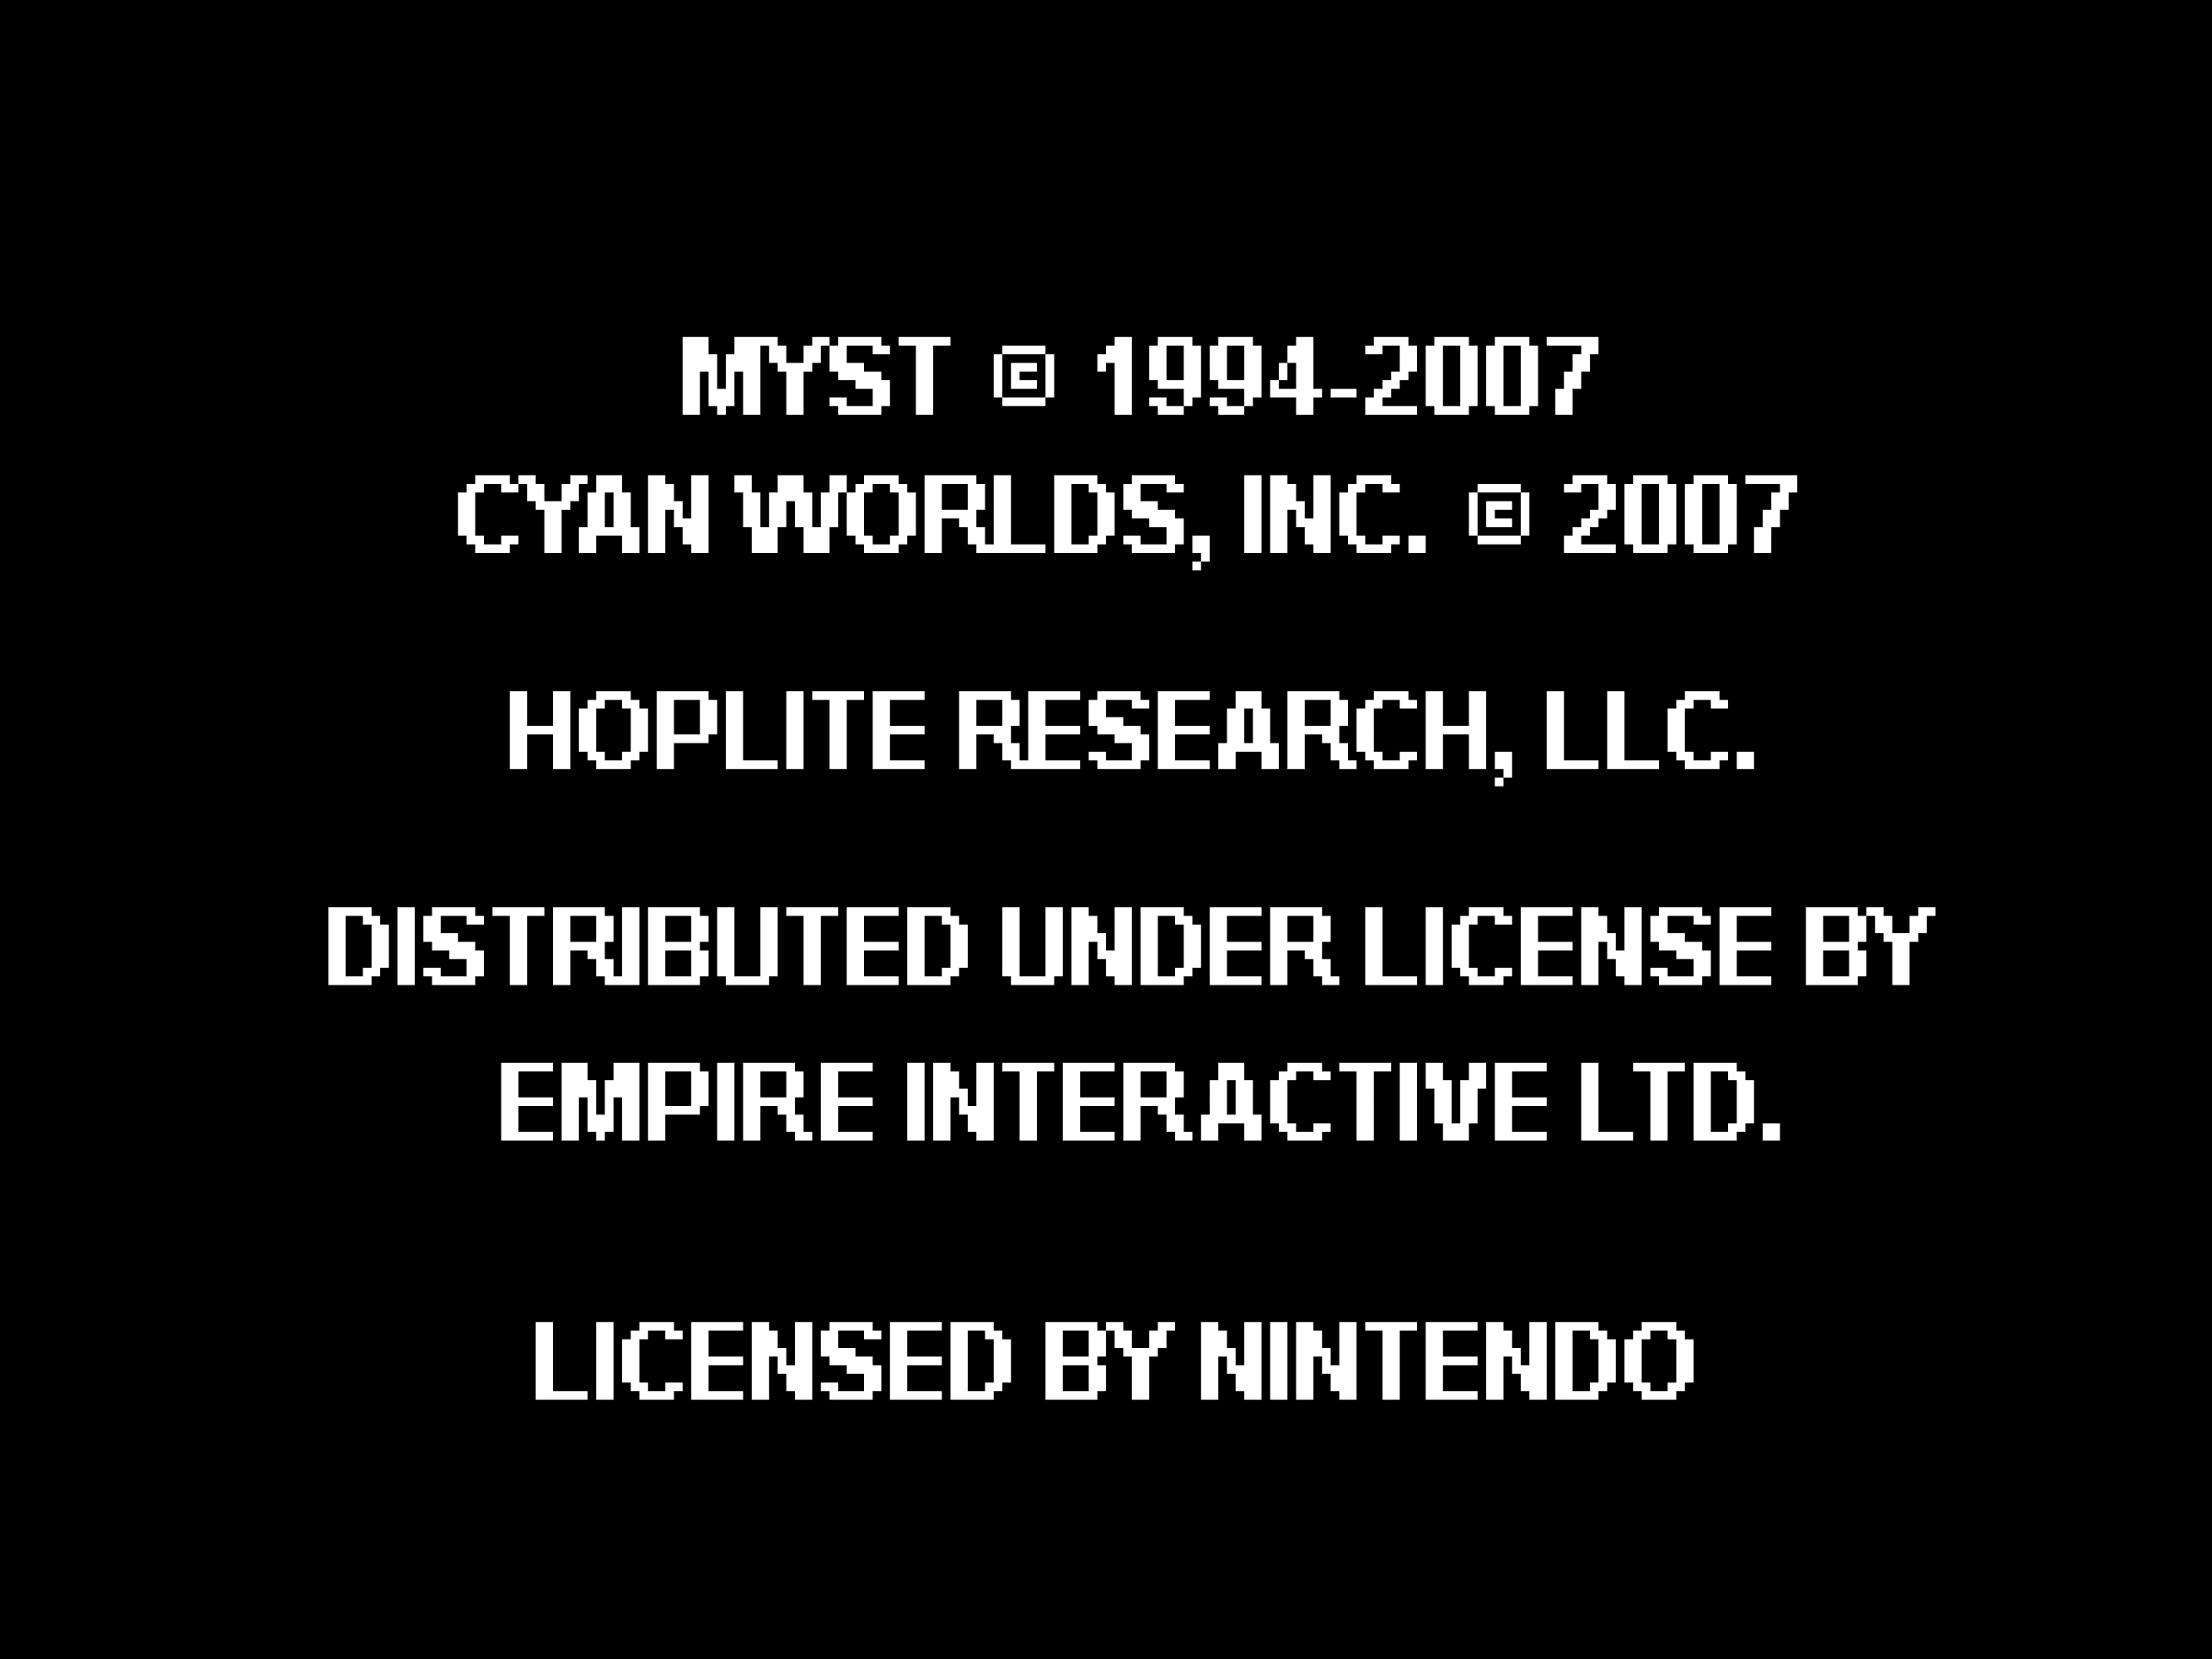 MYST © 1994-2007
CYAN WORLDS, INC. © 2007
HOPLITE RESEARCH, LLC.
DISTRIBUTED UNDER LICENSE BY
EMPIRE INTERACTIVE LTD.
LICENSED BY NINTENDO